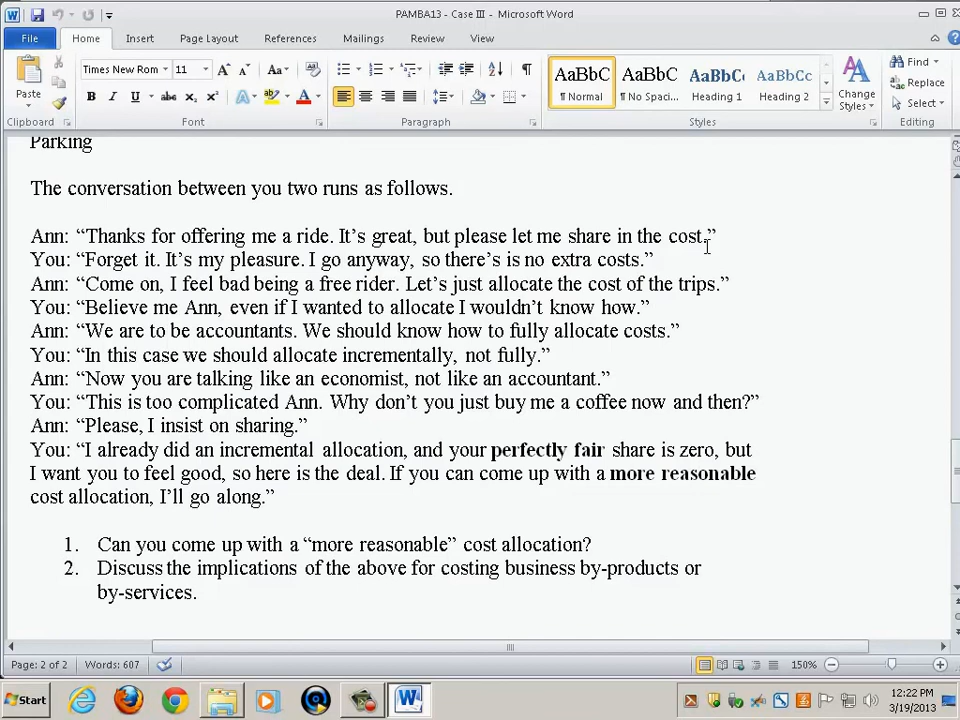 PAMBA13 - Case III - Microsoft Word
File Home Insert Page Layout References Mailings Review View
Times New Rom 11 Aa AaBbC AaBbC AaBbCc AaBbCc Find
Paste B I U abc x₂ x² A ab A ¶ Normal ¶ No Spaci... Heading 1 Heading 2 Change Styles Replace Select
Clipboard Font Paragraph Styles Editing
Parking
The conversation between you two runs as follows.
Ann: “Thanks for offering me a ride. It’s great, but please let me share in the cost.”
You: “Forget it. It’s my pleasure. I go anyway, so there’s is no extra costs.”
Ann: “Come on, I feel bad being a free rider. Let’s just allocate the cost of the trips.”
You: “Believe me Ann, even if I wanted to allocate I wouldn’t know how.”
Ann: “We are to be accountants. We should know how to fully allocate costs.”
You: “In this case we should allocate incrementally, not fully.”
Ann: “Now you are talking like an economist, not like an accountant.”
You: “This is too complicated Ann. Why don’t you just buy me a coffee now and then?”
Ann: “Please, I insist on sharing.”
You: “I already did an incremental allocation, and your perfectly fair share is zero, but
I want you to feel good, so here is the deal. If you can come up with a more reasonable
cost allocation, I’ll go along.”
1. Can you come up with a “more reasonable” cost allocation?
2. Discuss the implications of the above for costing business by-products or
by-services.
Page: 2 of 2 Words: 607 150%
Start 12:22 PM
3/19/2013